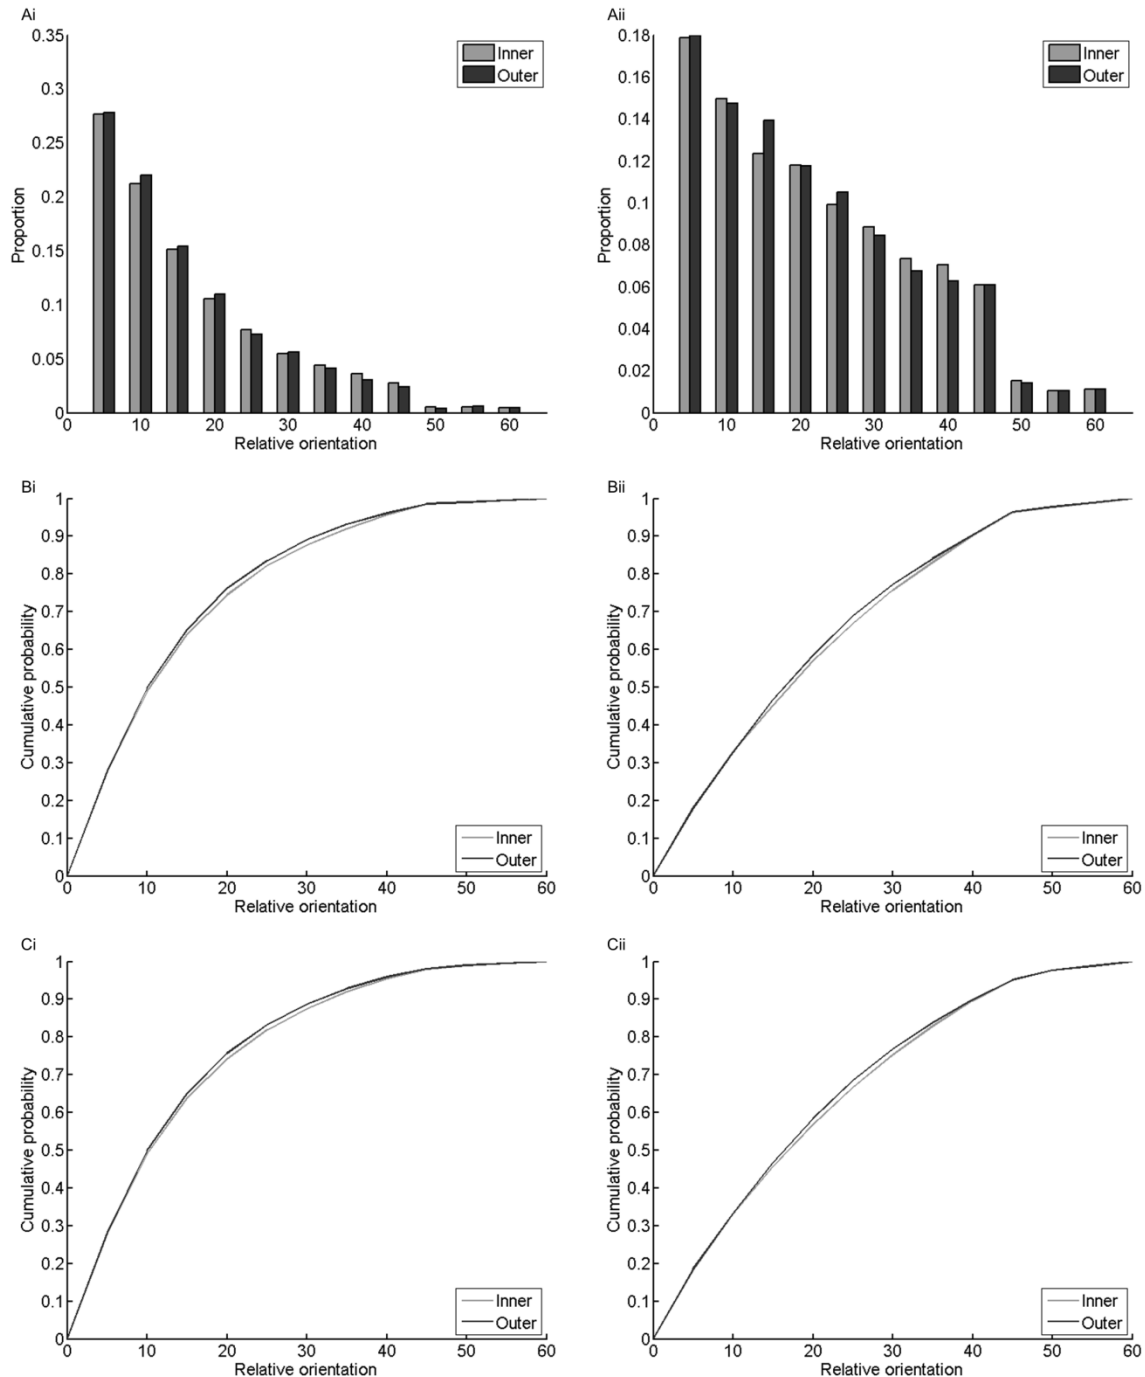 Ai
0.35
0.3
0.25
0.2
0.15
0.1
0.05
0
Proportion
Inner
Outer
10 20 30 40 50 60
Relative orientation
Aii
0.18
0.16
0.14
0.12
0.1
0.08
0.06
0.04
0.02
0
Proportion
Inner
Outer
0 10 20 30 40 50 60
Relative orientation
Bi
1
0.9
0.8
0.7
0.6
0.5
0.4
0.3
0.2
0.1
0
Cumulative probability
Inner
Outer
0 10 20 30 40 50 60
Relative orientation
Bii
1
0.9
0.8
0.7
0.6
0.5
0.4
0.3
0.2
0.1
0
Cumulative probability
Inner
Outer
0 10 20 30 40 50 60
Relative orientation
Ci
1
0.9
0.8
0.7
0.6
0.5
0.4
0.3
0.2
0.1
0
Cumulative probability
Inner
Outer
0 10 20 30 40 50 60
Relative orientation
Cii
1
0.9
0.8
0.7
0.6
0.5
0.4
0.3
0.2
0.1
0
Cumulative probability
Inner
Outer
0 10 20 30 40 50 60
Relative orientation